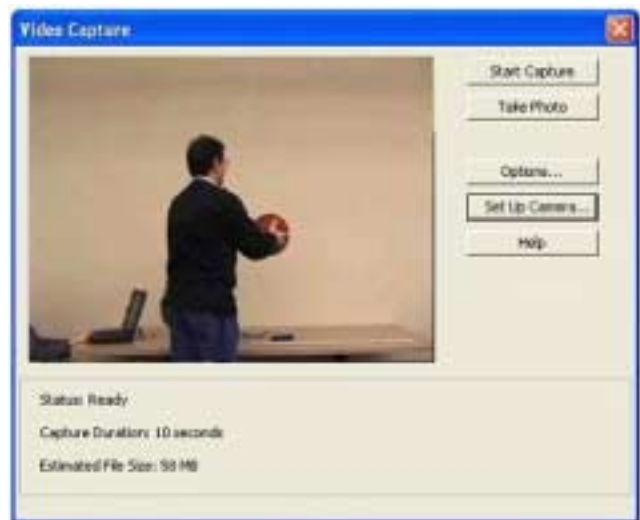 Video Capture
Start Capture
Take Photo
Options...
Set Up Camera...
Help
Status: Ready
Capture Duration: 10 seconds
Estimated File Size: 58 MB